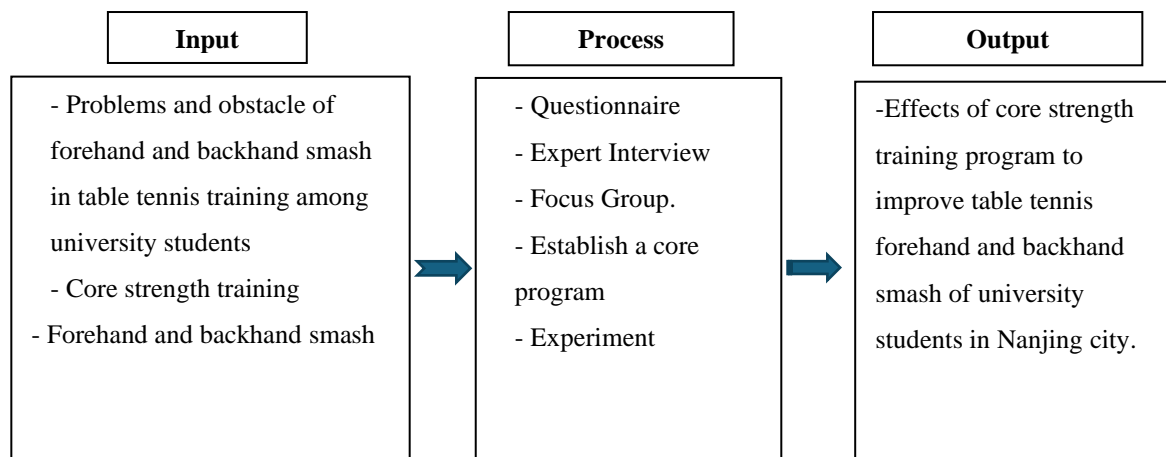 Input
- Problems and obstacle of
forehand and backhand smash
in table tennis training among
university students
- Core strength training
- Forehand and backhand smash
Process
- Questionnaire
- Expert Interview
- Focus Group.
- Establish a core
program
- Experiment
Output
-Effects of core strength
training program to
improve table tennis
forehand and backhand
smash of university
students in Nanjing city.